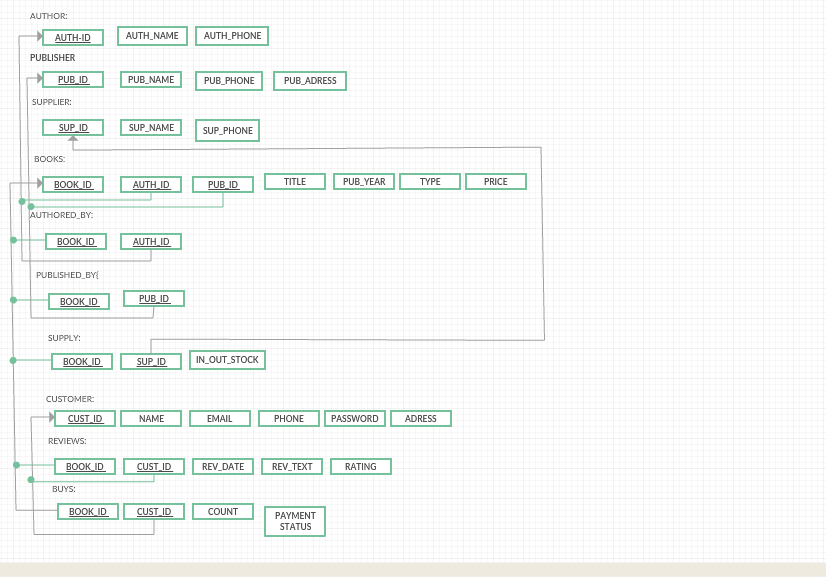 AUTHOR:
AUTH-ID AUTH_NAME AUTH_PHONE
PUBLISHER
PUB_ID PUB_NAME PUB_PHONE PUB_ADRESS
SUPPLIER:
SUP_ID SUP_NAME SUP_PHONE
BOOKS:
BOOK_ID AUTH_ID PUB_ID TITLE PUB_YEAR TYPE PRICE
AUTHORED_BY:
BOOK_ID AUTH_ID
PUBLISHED_BY{
BOOK_ID PUB_ID
SUPPLY:
BOOK_ID SUP_ID IN_OUT_STOCK
CUSTOMER:
CUST_ID NAME EMAIL PHONE PASSWORD ADRESS
REVIEWS:
BOOK_ID CUST_ID REV_DATE REV_TEXT RATING
BUYS:
BOOK_ID CUST_ID COUNT PAYMENT
STATUS